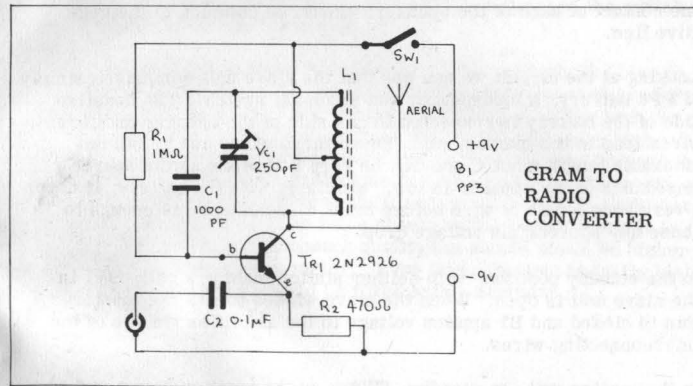 SW1
L1
AERIAL
+9v
B1
PP3
R1
1MΩ
VC1
250pF
C1
1000
PF
GRAM TO
RADIO
CONVERTER
c
b
TR1 2N2926
e
-9v
C2 0.1µF
R2 470Ω